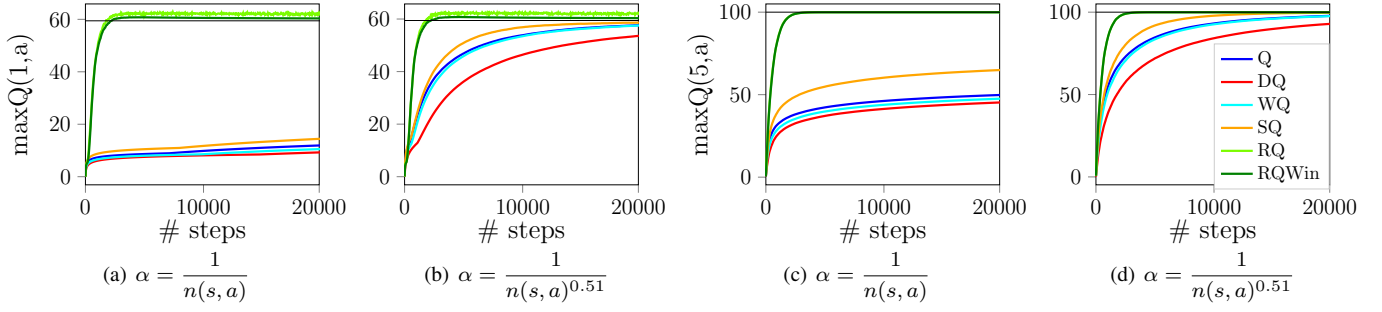 maxQ(1,a)
60
40
20
0
0 10000 20000
# steps
(a) α = 1 / n(s, a)
60
40
20
0
0 10000 20000
# steps
(b) α = 1 / n(s, a)^0.51
maxQ(5,a)
100
50
0
0 10000 20000
# steps
(c) α = 1 / n(s, a)
100
50
0
0 10000 20000
# steps
(d) α = 1 / n(s, a)^0.51
Q
DQ
WQ
SQ
RQ
RQWin